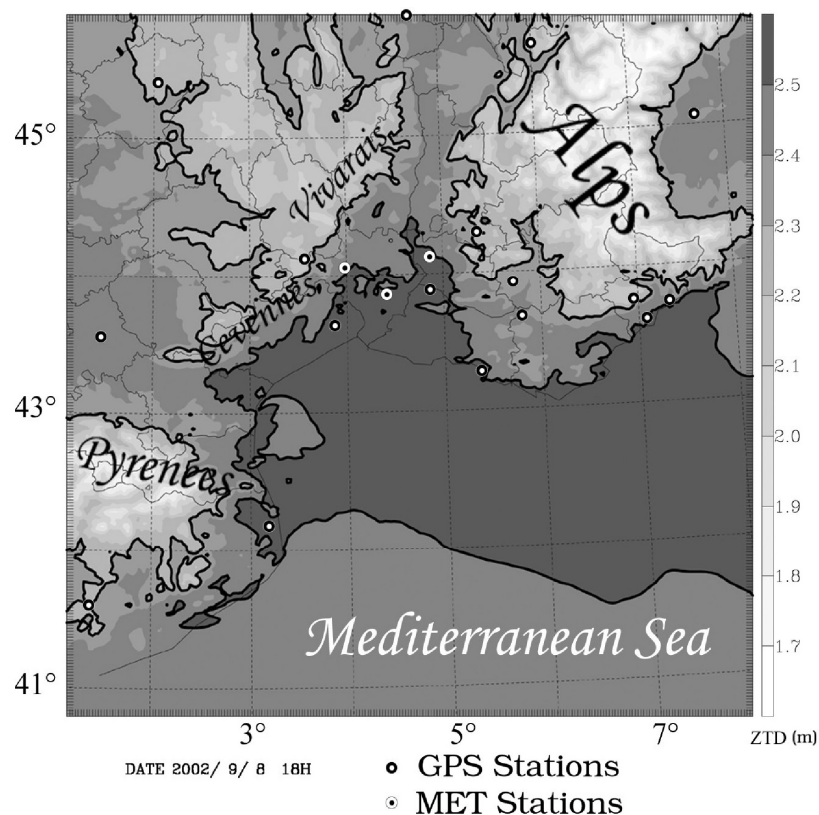 45°
43°
41°
Alps
Vivarais
Cevennes
Pyrenees
Mediterranean Sea
2.5
2.4
2.3
2.2
2.1
2.0
1.9
1.8
1.7
3°
5°
7°
ZTD (m)
DATE 2002/ 9/ 8 18H
GPS Stations
MET Stations